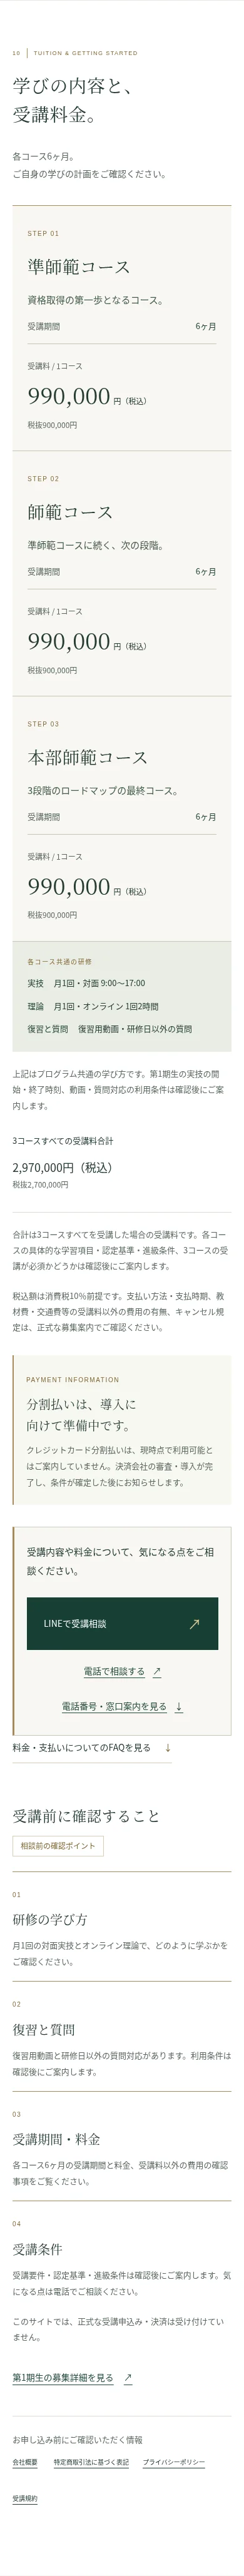 10 TUITION & GETTING STARTED
学びの内容と、
受講料金。
各コース6ヶ月。
ご自身の学びの計画をご確認ください。
STEP 01
準師範コース
資格取得の第一歩となるコース。
受講期間 6ヶ月
受講料 / 1コース
990,000 円（税込）
税抜900,000円
STEP 02
師範コース
準師範コースに続く、次の段階。
受講期間 6ヶ月
受講料 / 1コース
990,000 円（税込）
税抜900,000円
STEP 03
本部師範コース
3段階のロードマップの最終コース。
受講期間 6ヶ月
受講料 / 1コース
990,000 円（税込）
税抜900,000円
各コース共通の研修
実技 月1回・対面 9:00〜17:00
理論 月1回・オンライン 1回2時間
復習と質問 復習用動画・研修日以外の質問
上記はプログラム共通の学び方です。第1期生の実技の開
始・終了時刻、動画・質問対応の利用条件は確認後にご案
内します。
3コースすべての受講料合計
2,970,000円（税込）
税抜2,700,000円
合計は3コースすべてを受講した場合の受講料です。各コー
スの具体的な学習項目・認定基準・進級条件、3コースの受
講が必須かどうかは確認後にご案内します。
税込額は消費税10%前提です。支払い方法・支払時期、教
材費・交通費等の受講料以外の費用の有無、キャンセル規
定は、正式な募集案内でご確認ください。
PAYMENT INFORMATION
分割払いは、導入に
向けて準備中です。
クレジットカード分割払いは、現時点で利用可能と
はご案内していません。決済会社の審査・導入が完
了し、条件が確定した後にお知らせします。
受講内容や料金について、気になる点をご相
談ください。
LINEで受講相談 ↗
電話で相談する ↗
電話番号・窓口案内を見る ↓
料金・支払いについてのFAQを見る ↓
受講前に確認すること
相談前の確認ポイント
01
研修の学び方
月1回の対面実技とオンライン理論で、どのように学ぶかを
ご確認ください。
02
復習と質問
復習用動画と研修日以外の質問対応があります。利用条件は
確認後にご案内します。
03
受講期間・料金
各コース6ヶ月の受講期間と料金、受講料以外の費用の確認
事項をご覧ください。
04
受講条件
受講要件・認定基準・進級条件は確認後にご案内します。気
になる点は電話でご相談ください。
このサイトでは、正式な受講申込み・決済は受け付けてい
ません。
第1期生の募集詳細を見る ↗
お申し込み前にご確認いただく情報
会社概要 特定商取引法に基づく表記 プライバシーポリシー
受講規約